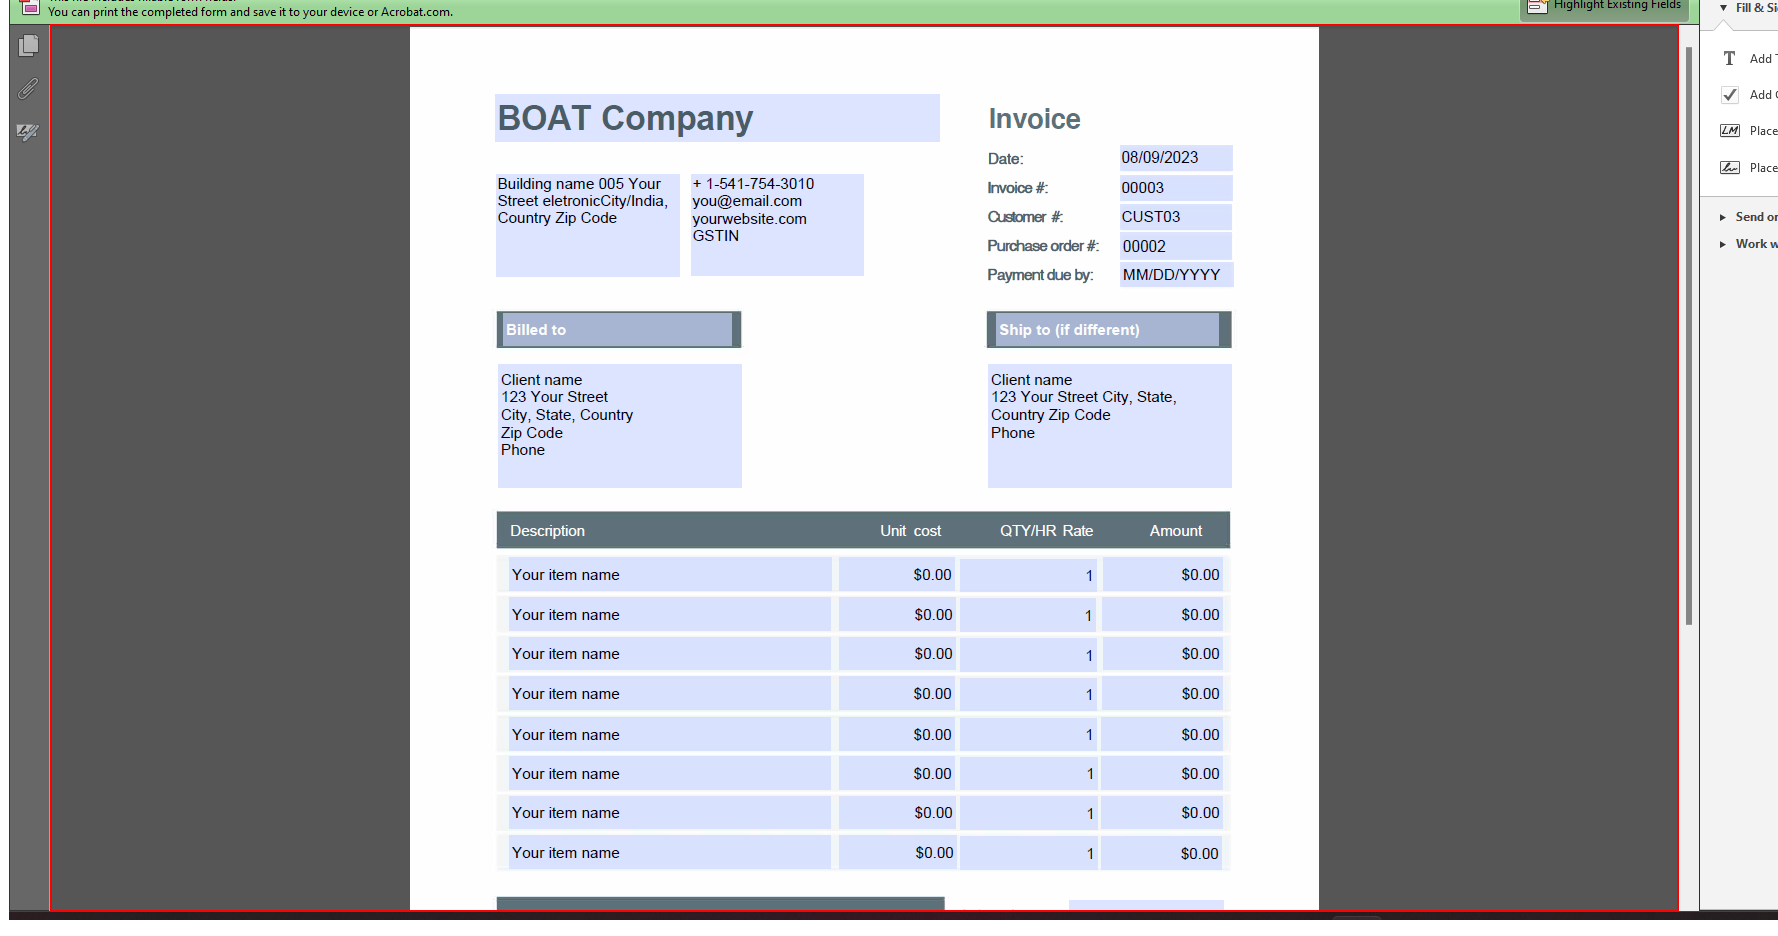 You can print the completed form and save it to your device or Acrobat.com.
Highlight Existing Fields
Fill &
Add
Add
Place
Place
Send
Work
BOAT Company
Building name 005 Your
Street eletronicCity/India,
Country Zip Code
+ 1-541-754-3010
you@email.com
yourwebsite.com
GSTIN
Invoice
Date: 08/09/2023
Invoice #: 00003
Customer #: CUST03
Purchase order #: 00002
Payment due by: MM/DD/YYYY
Billed to
Client name
123 Your Street
City, State, Country
Zip Code
Phone
Ship to (if different)
Client name
123 Your Street City, State,
Country Zip Code
Phone
Description Unit cost QTY/HR Rate Amount
Your item name $0.00 1 $0.00
Your item name $0.00 1 $0.00
Your item name $0.00 1 $0.00
Your item name $0.00 1 $0.00
Your item name $0.00 1 $0.00
Your item name $0.00 1 $0.00
Your item name $0.00 1 $0.00
Your item name $0.00 1 $0.00